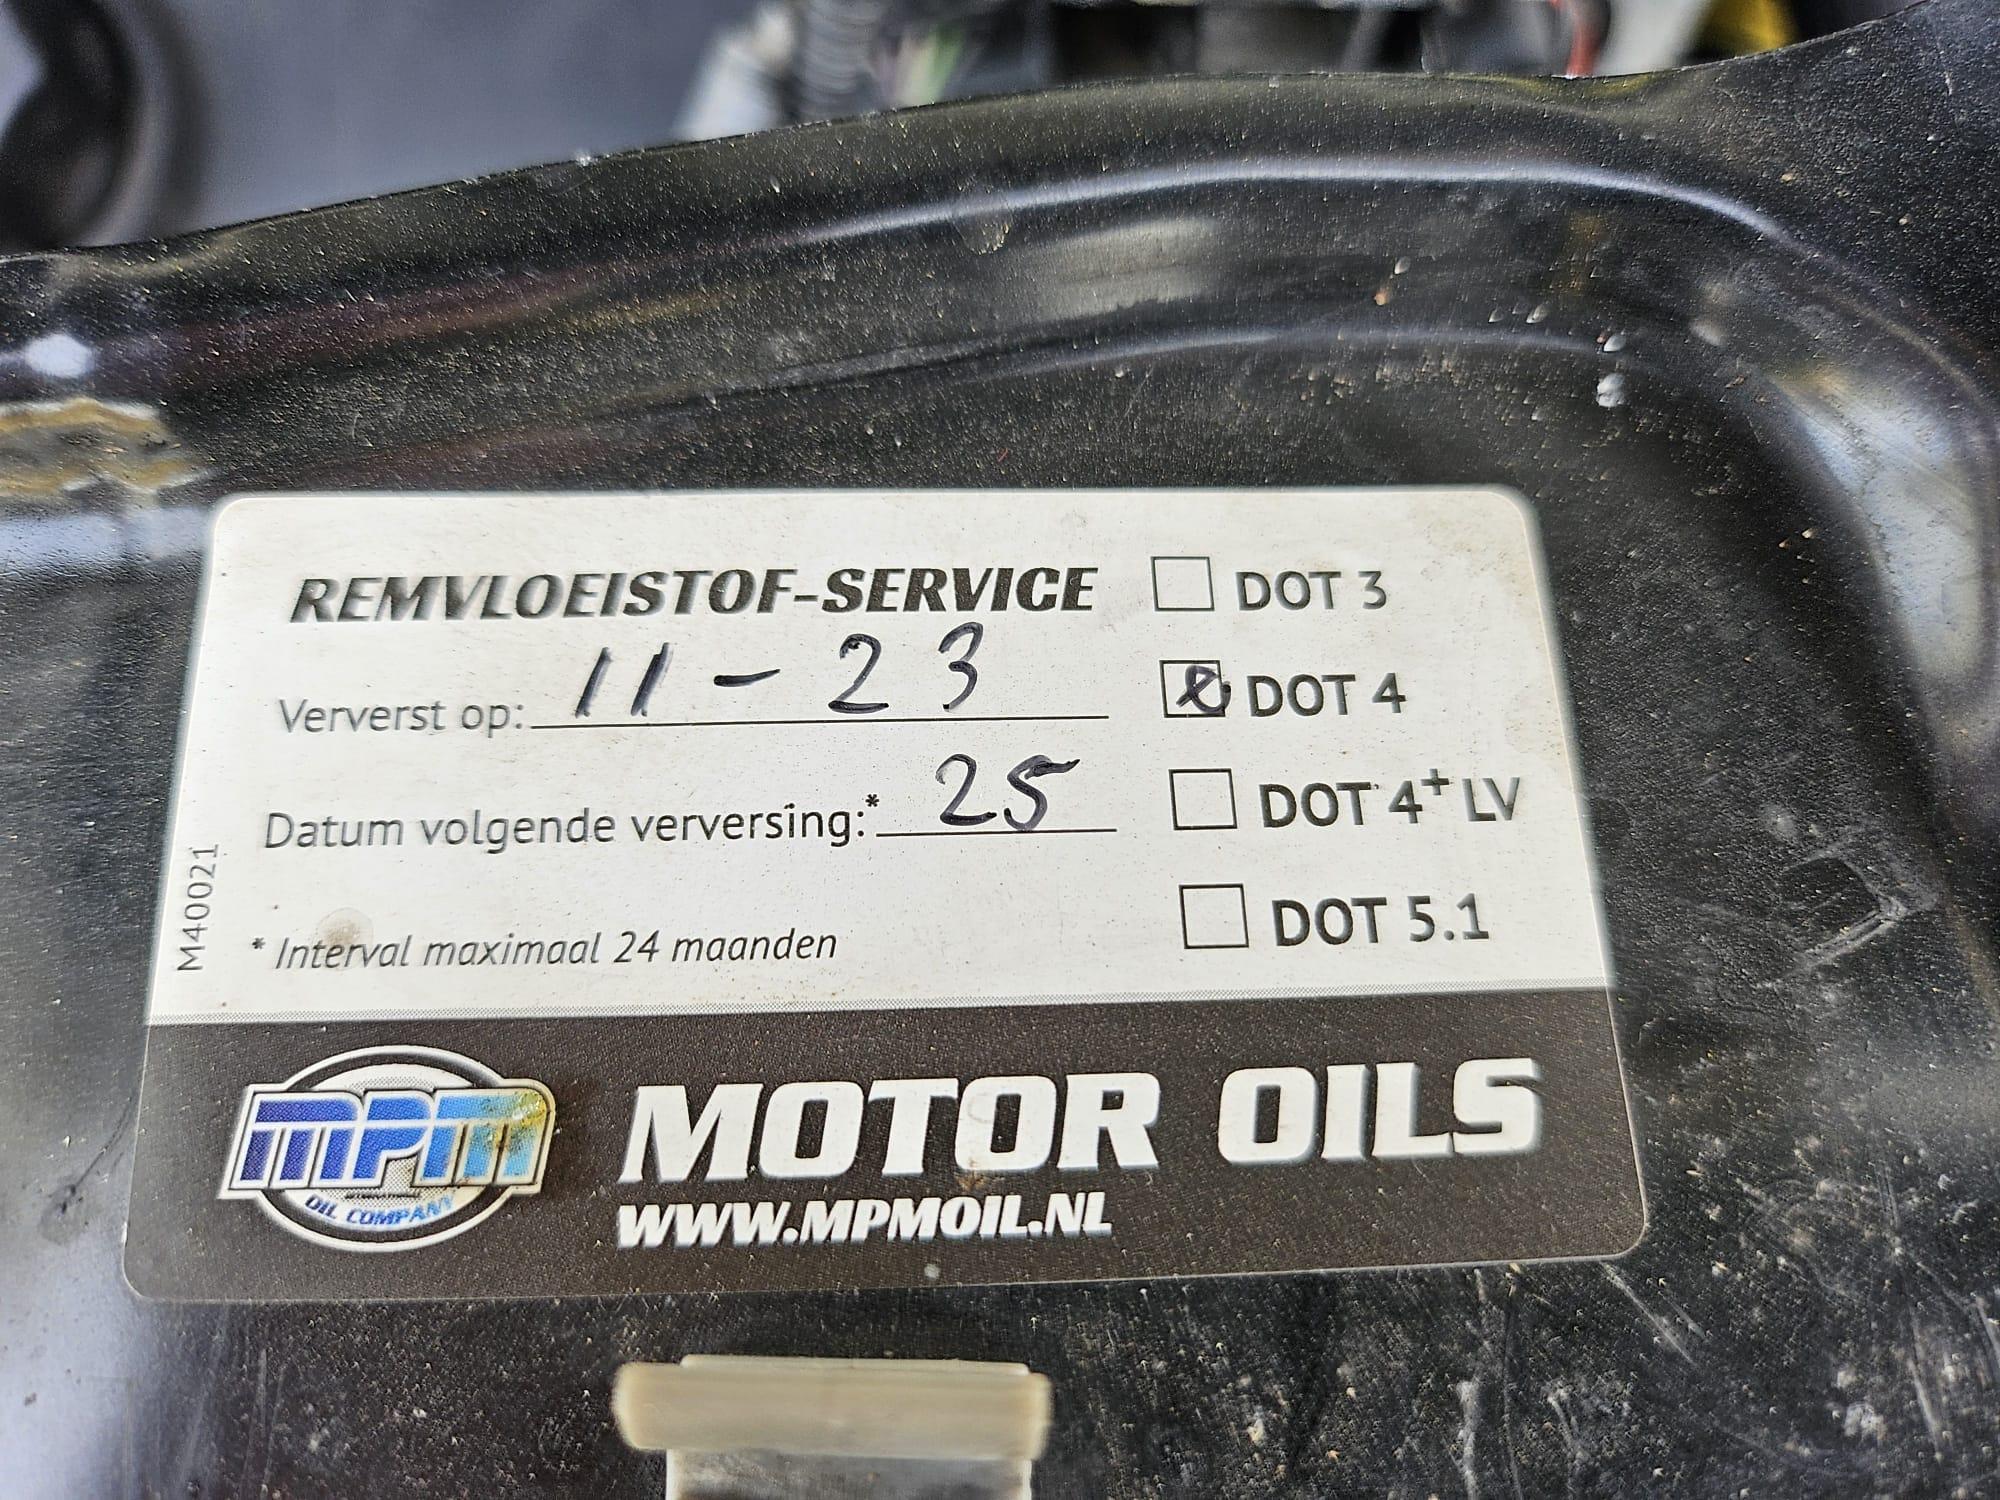 REMVLOEISTOF-SERVICE
Ververst op: 11 - 23
Datum volgende verversing:* 25
* Interval maximaal 24 maanden
M40021
DOT 3
DOT 4
DOT 4+ LV
DOT 5.1
MPM
OIL COMPANY
MOTOR OILS
WWW.MPMOIL.NL